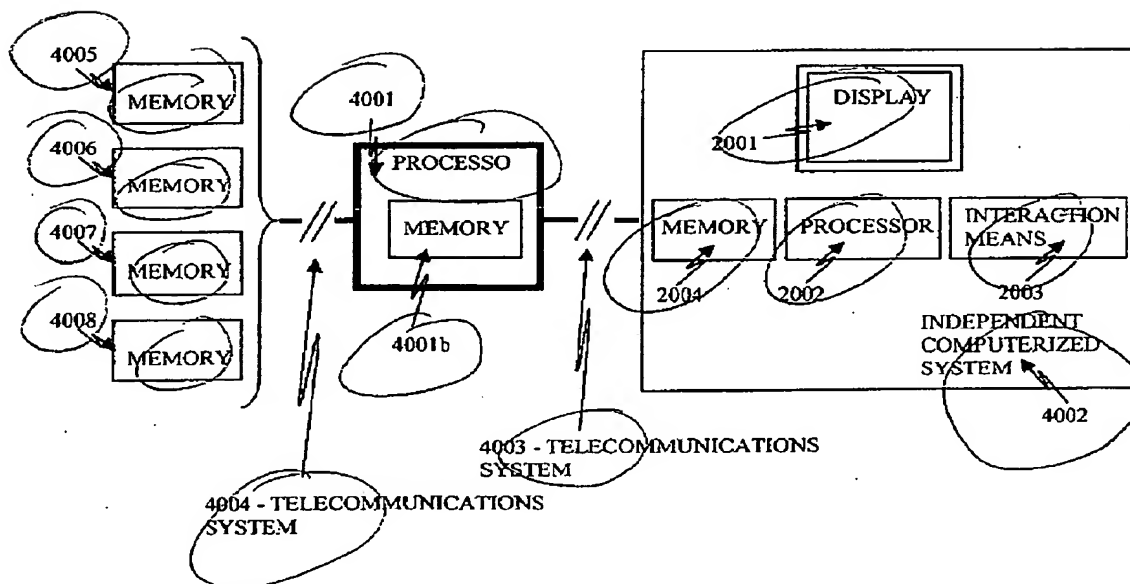 4005
MEMORY
4006
MEMORY
4007
MEMORY
4008
MEMORY
4001
PROCESSO
MEMORY
4001b
4004 - TELECOMMUNICATIONS
SYSTEM
4003 - TELECOMMUNICATIONS
SYSTEM
DISPLAY
2001
MEMORY
2004
PROCESSOR
2002
INTERACTION
MEANS
2003
INDEPENDENT
COMPUTERIZED
SYSTEM
4002